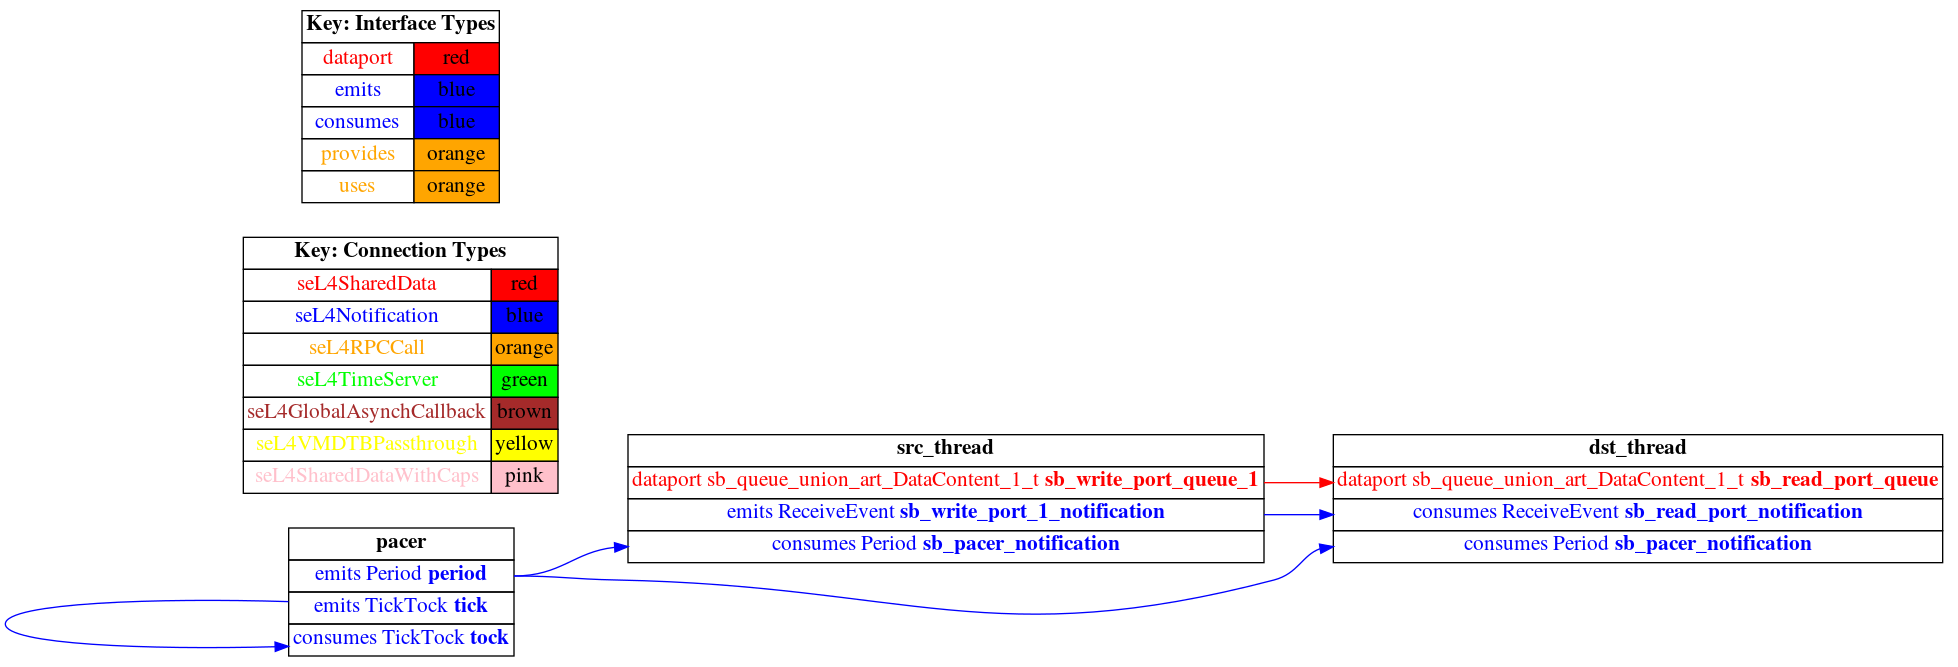 Key: Interface Types
dataport red
emits blue
consumes blue
provides orange
uses orange
Key: Connection Types
seL4SharedData red
seL4Notification blue
seL4RPCCall orange
seL4TimeServer green
seL4GlobalAsynchCallback brown
seL4VMDTBPassthrough yellow
seL4SharedDataWithCaps pink
pacer
emits Period period
emits TickTock tick
consumes TickTock tock
src_thread
dataport sb_queue_union_art_DataContent_1_t sb_write_port_queue_1
emits ReceiveEvent sb_write_port_1_notification
consumes Period sb_pacer_notification
dst_thread
dataport sb_queue_union_art_DataContent_1_t sb_read_port_queue
consumes ReceiveEvent sb_read_port_notification
consumes Period sb_pacer_notification